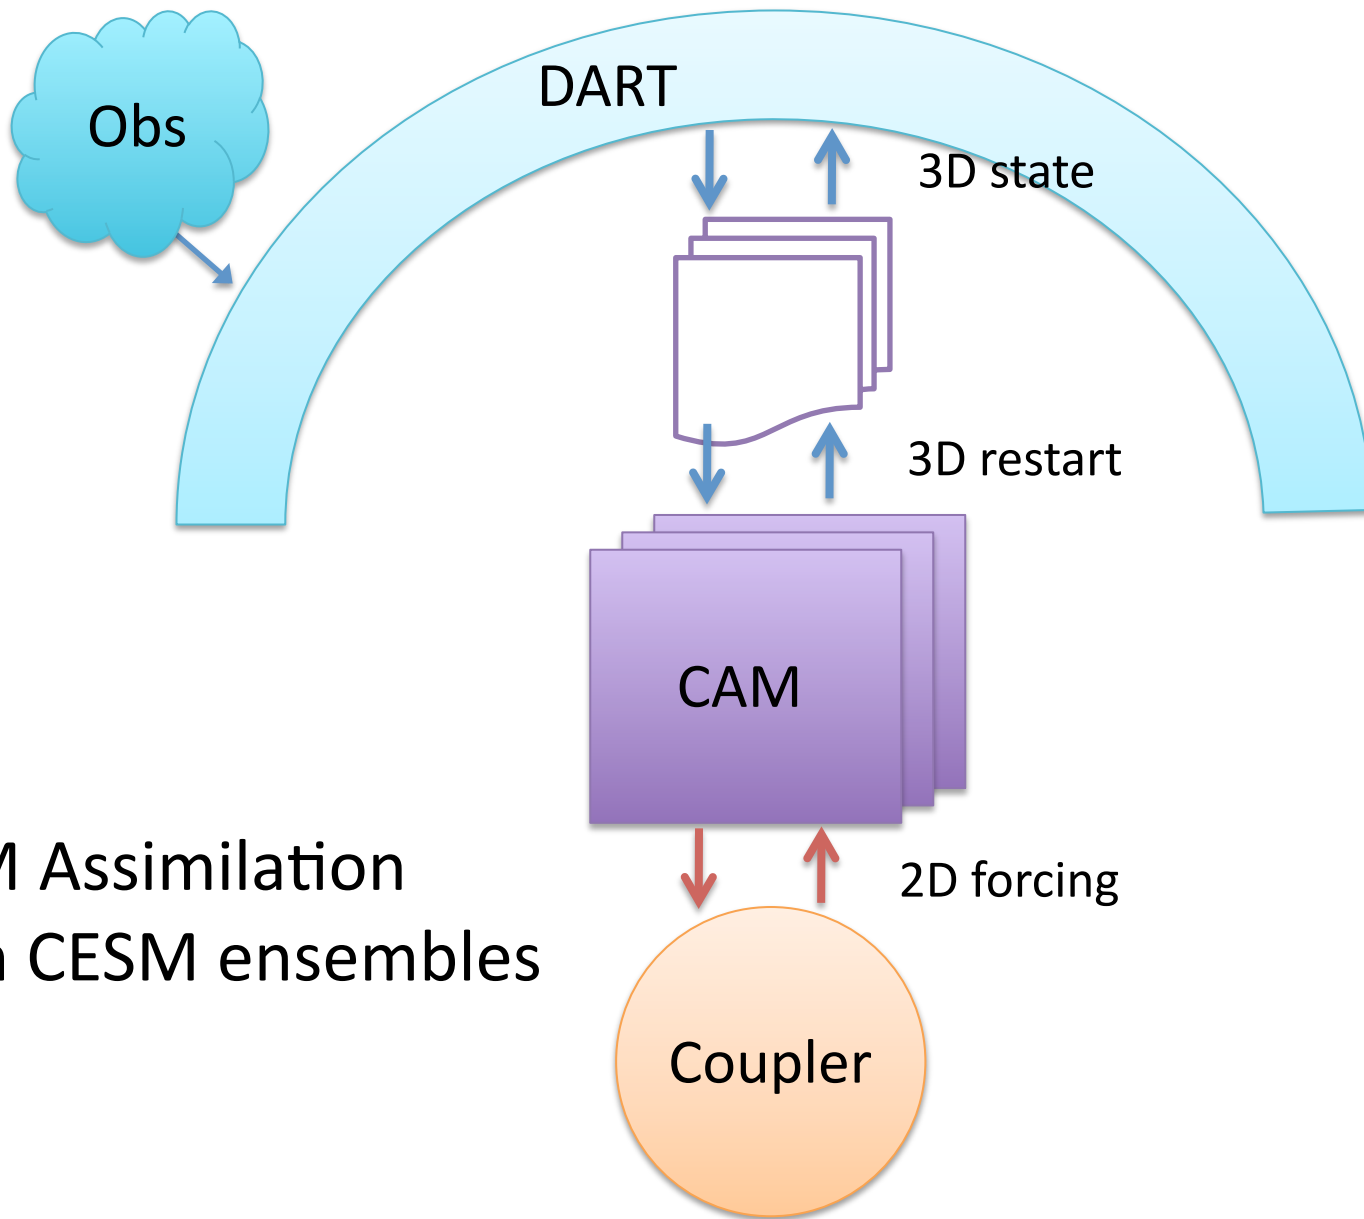 DART
Obs
3D state
3D restart
CAM
M Assimilation
2D forcing
CESM ensembles
Coupler